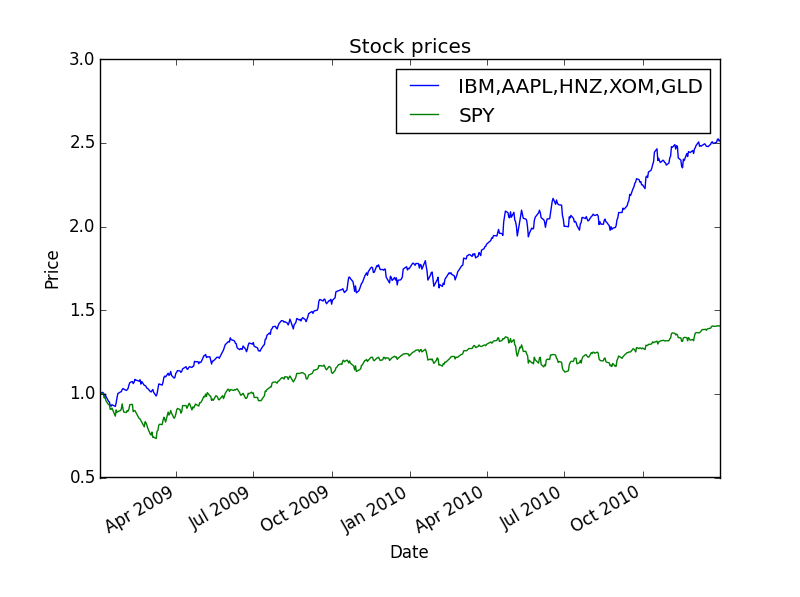 Stock prices
IBM,AAPL,HNZ,XOM,GLD
SPY
3.0
2.5
2.0
1.5
1.0
0.5
Price
Apr 2009
Jul 2009
Oct 2009
Jan 2010
Apr 2010
Jul 2010
Oct 2010
Date